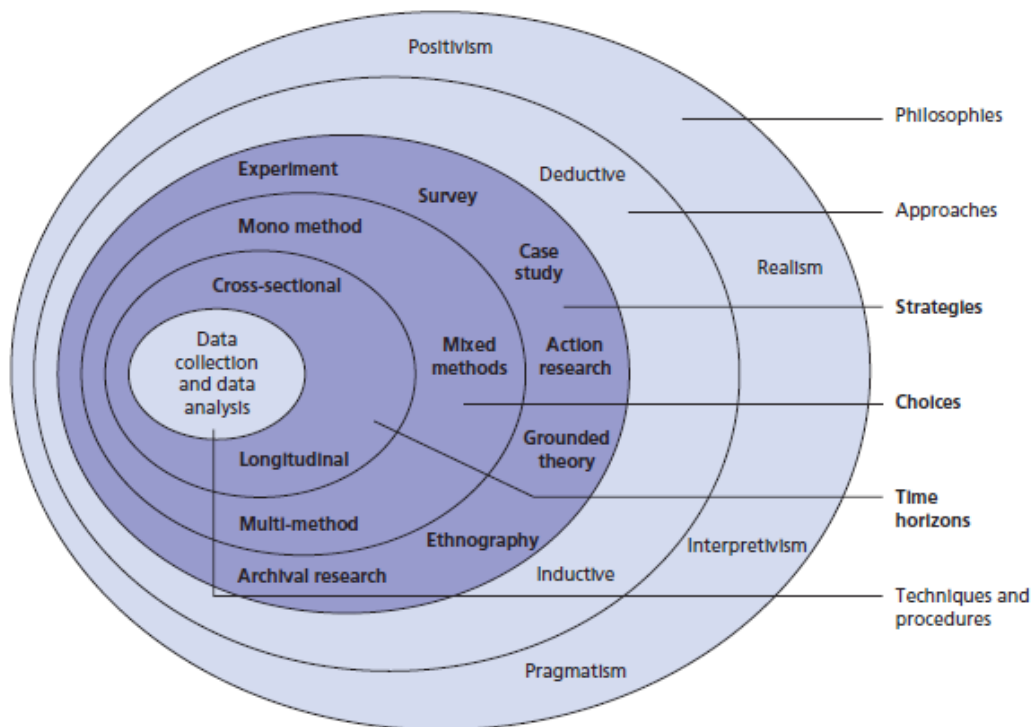 Positivism
Philosophies
Experiment
Deductive
Survey
Approaches
Mono method
Case
study
Realism
Cross-sectional
Strategies
Data
collection
and data
analysis
Mixed
methods
Action
research
Choices
Grounded
theory
Longitudinal
Time
horizons
Multi-method
Ethnography
Interpretivism
Archival research
Inductive
Techniques and
procedures
Pragmatism